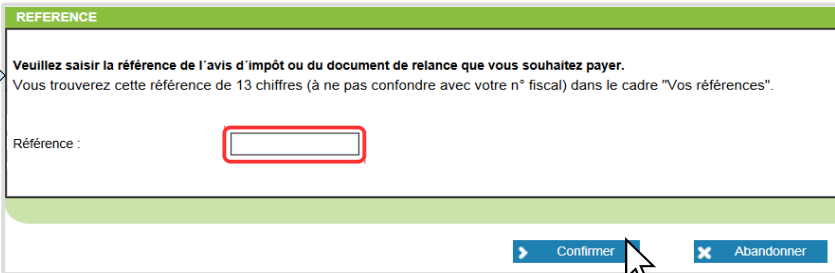 REFERENCE
Veuillez saisir la référence de l´avis d´impôt ou du document de relance que vous souhaitez payer.
Vous trouverez cette référence de 13 chiffres (à ne pas confondre avec votre n° fiscal) dans le cadre "Vos références".
Référence :
Confirmer
Abandonner